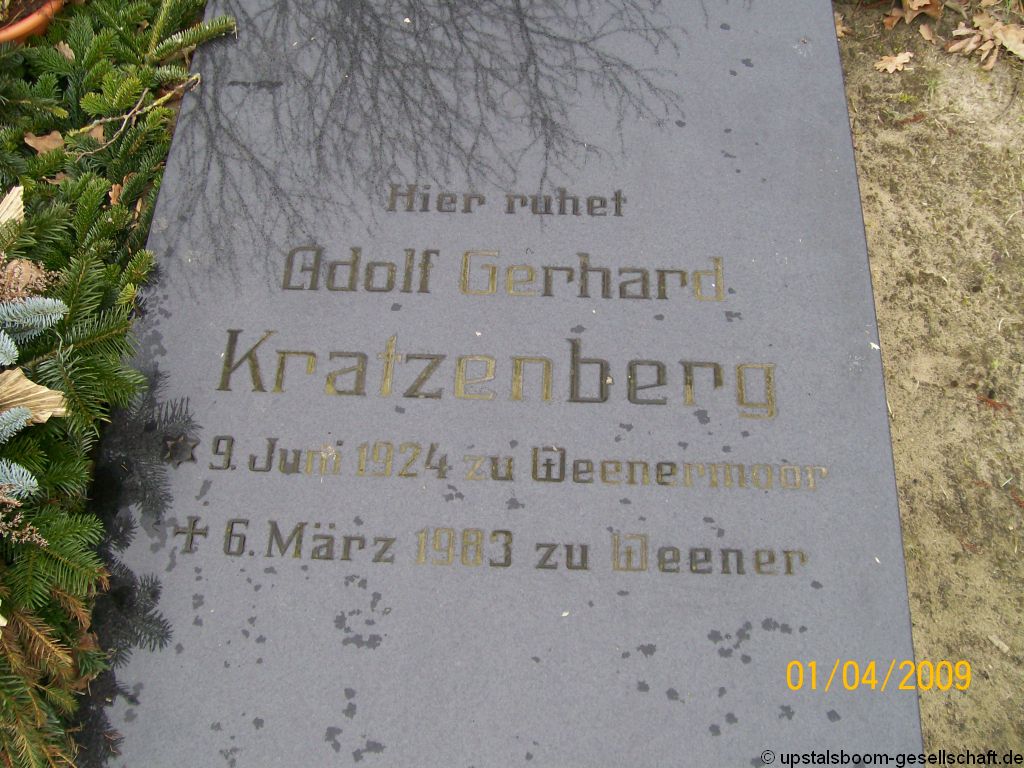 Hier ruhet
Adolf Gerhard
Kratzenberg
* 9. Juni 1924 zu Weenermoor
✝ 6. März 1983 zu Weener
01/04/2009
© upstalsboom-gesellschaft.de